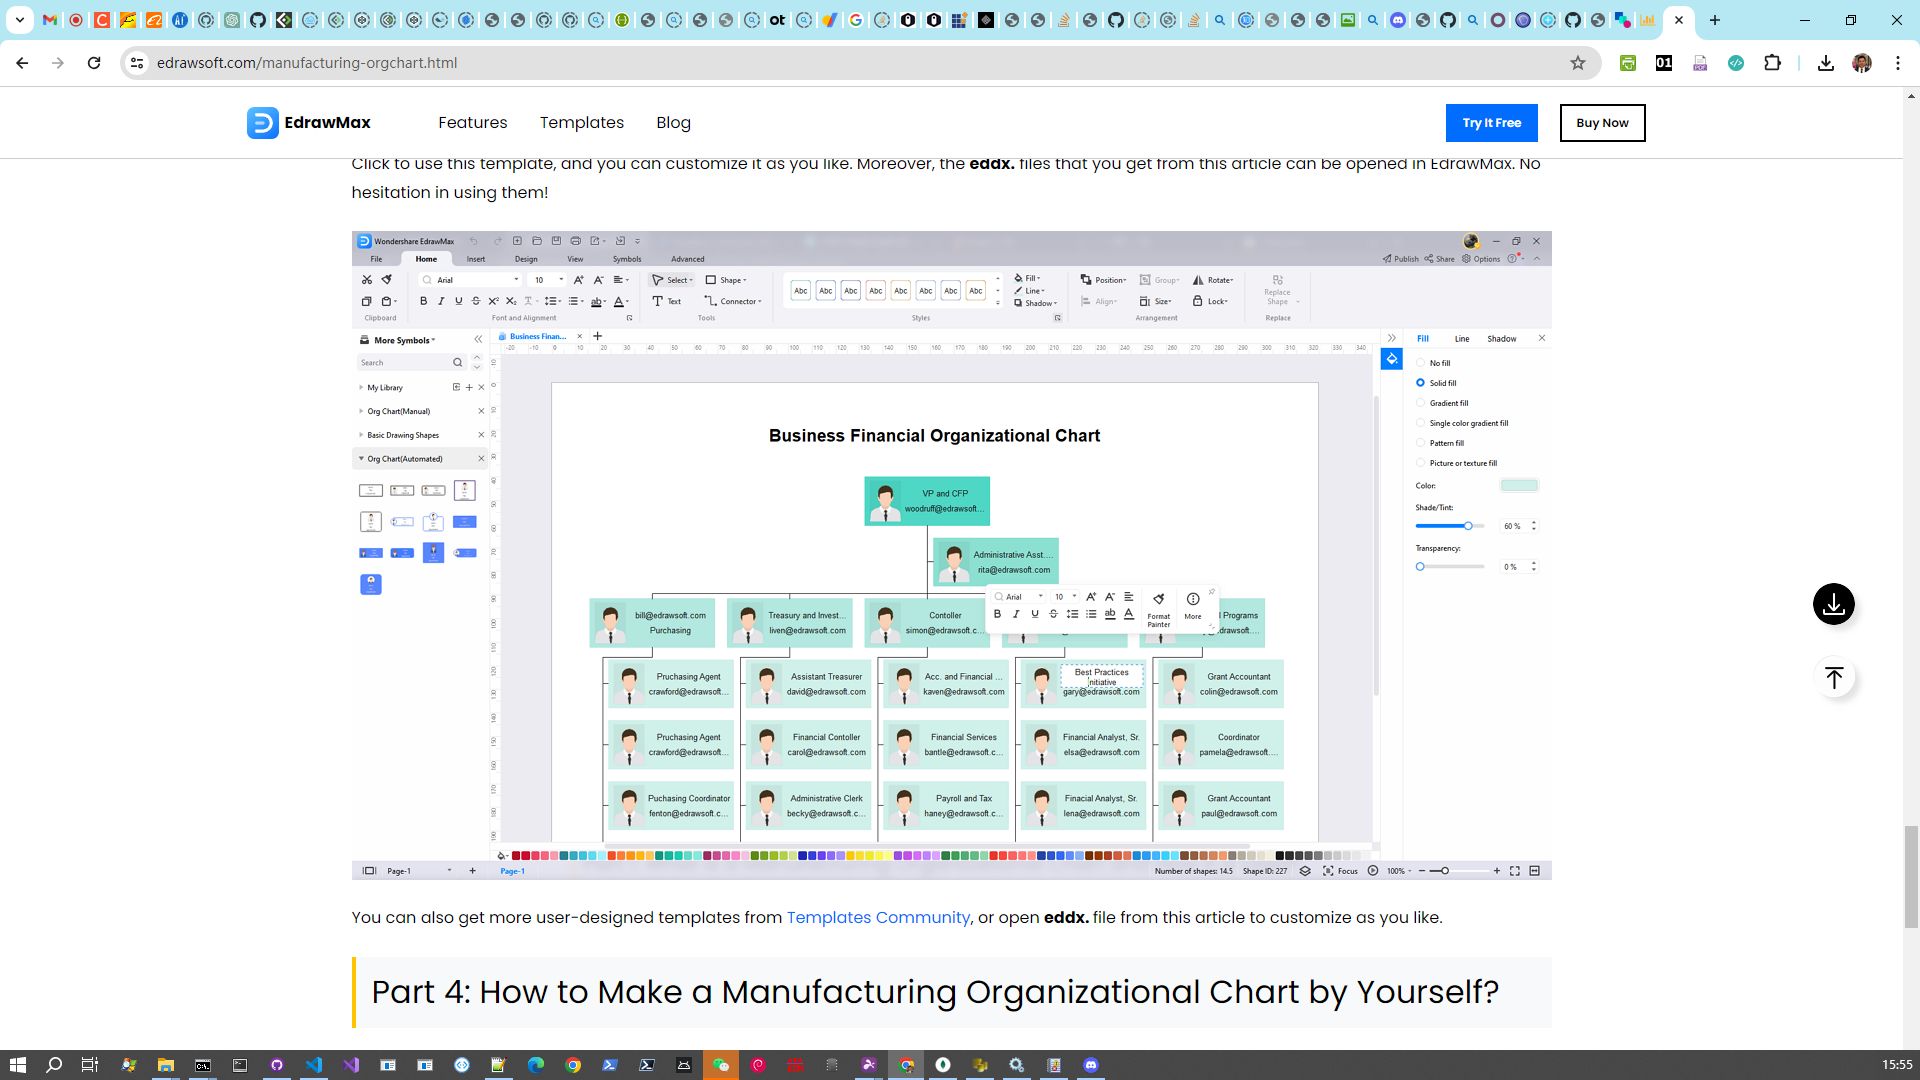 edrawsoft.com/manufacturing-orgchart.html
EdrawMax
Features
Templates
Blog
Try It Free
Buy Now
Click to use this template, and you can customize it as you like. Moreover, the eddx. files that you get from this article can be opened in EdrawMax. No
hesitation in using them!
Wondershare EdrawMax
File
Home
Insert
Design
View
Symbols
Advanced
Publish
Share
Options
Arial
10
Select
Shape
Text
Connector
Abc Abc Abc Abc Abc Abc Abc Abc
Fill
Line
Shadow
Position
Group
Rotate
Align
Size
Lock
Replace
Shape
Clipboard
Font and Alignment
Tools
Styles
Arrangement
Replace
More Symbols
Business Finan...
Search
My Library
Org Chart(Manual)
Basic Drawing Shapes
Org Chart(Automated)
Fill
Line
Shadow
No fill
Solid fill
Gradient fill
Single color gradient fill
Pattern fill
Picture or texture fill
Color:
Shade/Tint:
60 %
Transparency:
0 %
Business Financial Organizational Chart
VP and CFP
woodruff@edrawsoft...
Administrative Asst....
rita@edrawsoft.com
Arial
10
Format
Painter
More
bill@edrawsoft.com
Purchasing
Treasury and Invest...
liven@edrawsoft.com
Contoller
simon@edrawsoft.c...
Programs
Pruchasing Agent
crawford@edrawsoft...
Assistant Treasurer
david@edrawsoft.com
Acc. and Financial ...
kaven@edrawsoft.com
Best Practices
Initiative
gary@edrawsoft.com
Grant Accountant
colin@edrawsoft.com
Pruchasing Agent
crawford@edrawsoft...
Financial Contoller
carol@edrawsoft.com
Financial Services
bantle@edrawsoft.c...
Financial Analyst, Sr.
elsa@edrawsoft.com
Coordinator
pamela@edrawsoft....
Puchasing Coordinator
fenton@edrawsoft.c...
Administrative Clerk
becky@edrawsoft.c...
Payroll and Tax
haney@edrawsoft.c...
Finacial Analyst, Sr.
lena@edrawsoft.com
Grant Accountant
paul@edrawsoft.com
Page-1
Page-1
Number of shapes: 14.5
Shape ID: 227
Focus
100%
You can also get more user-designed templates from Templates Community, or open eddx. file from this article to customize as you like.
Part 4: How to Make a Manufacturing Organizational Chart by Yourself?
15:55